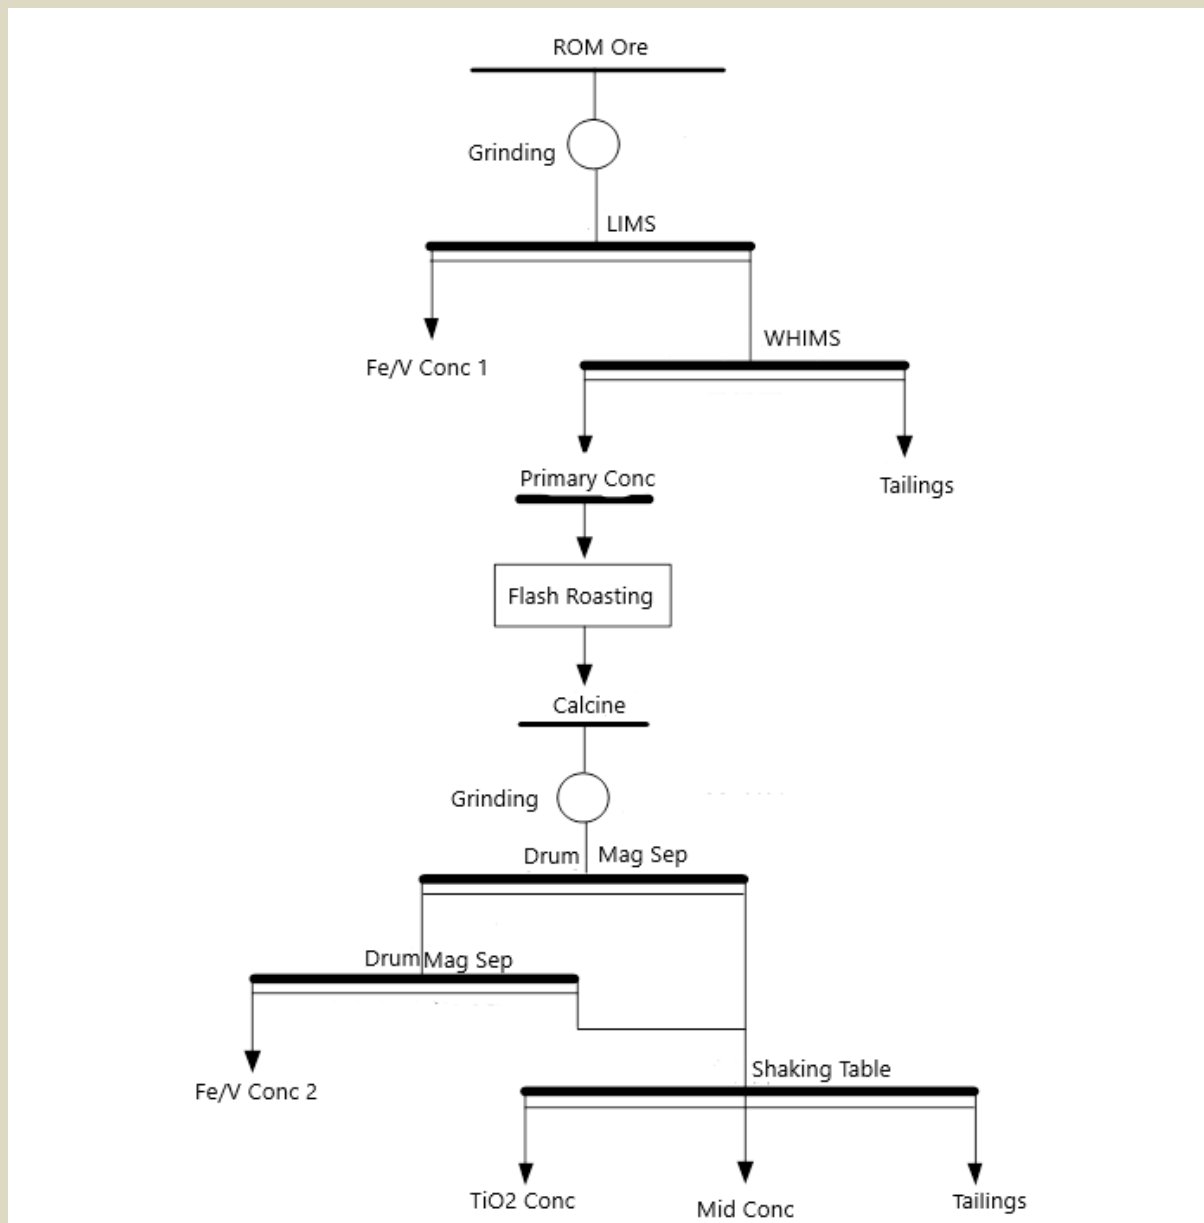 ROM Ore
Grinding
LIMS
WHIMS
Fe/V Conc 1
Primary Conc
Tailings
Flash Roasting
Calcine
Grinding
Drum Mag Sep
Drum Mag Sep
Shaking Table
Fe/V Conc 2
TiO2 Conc
Mid Conc
Tailings